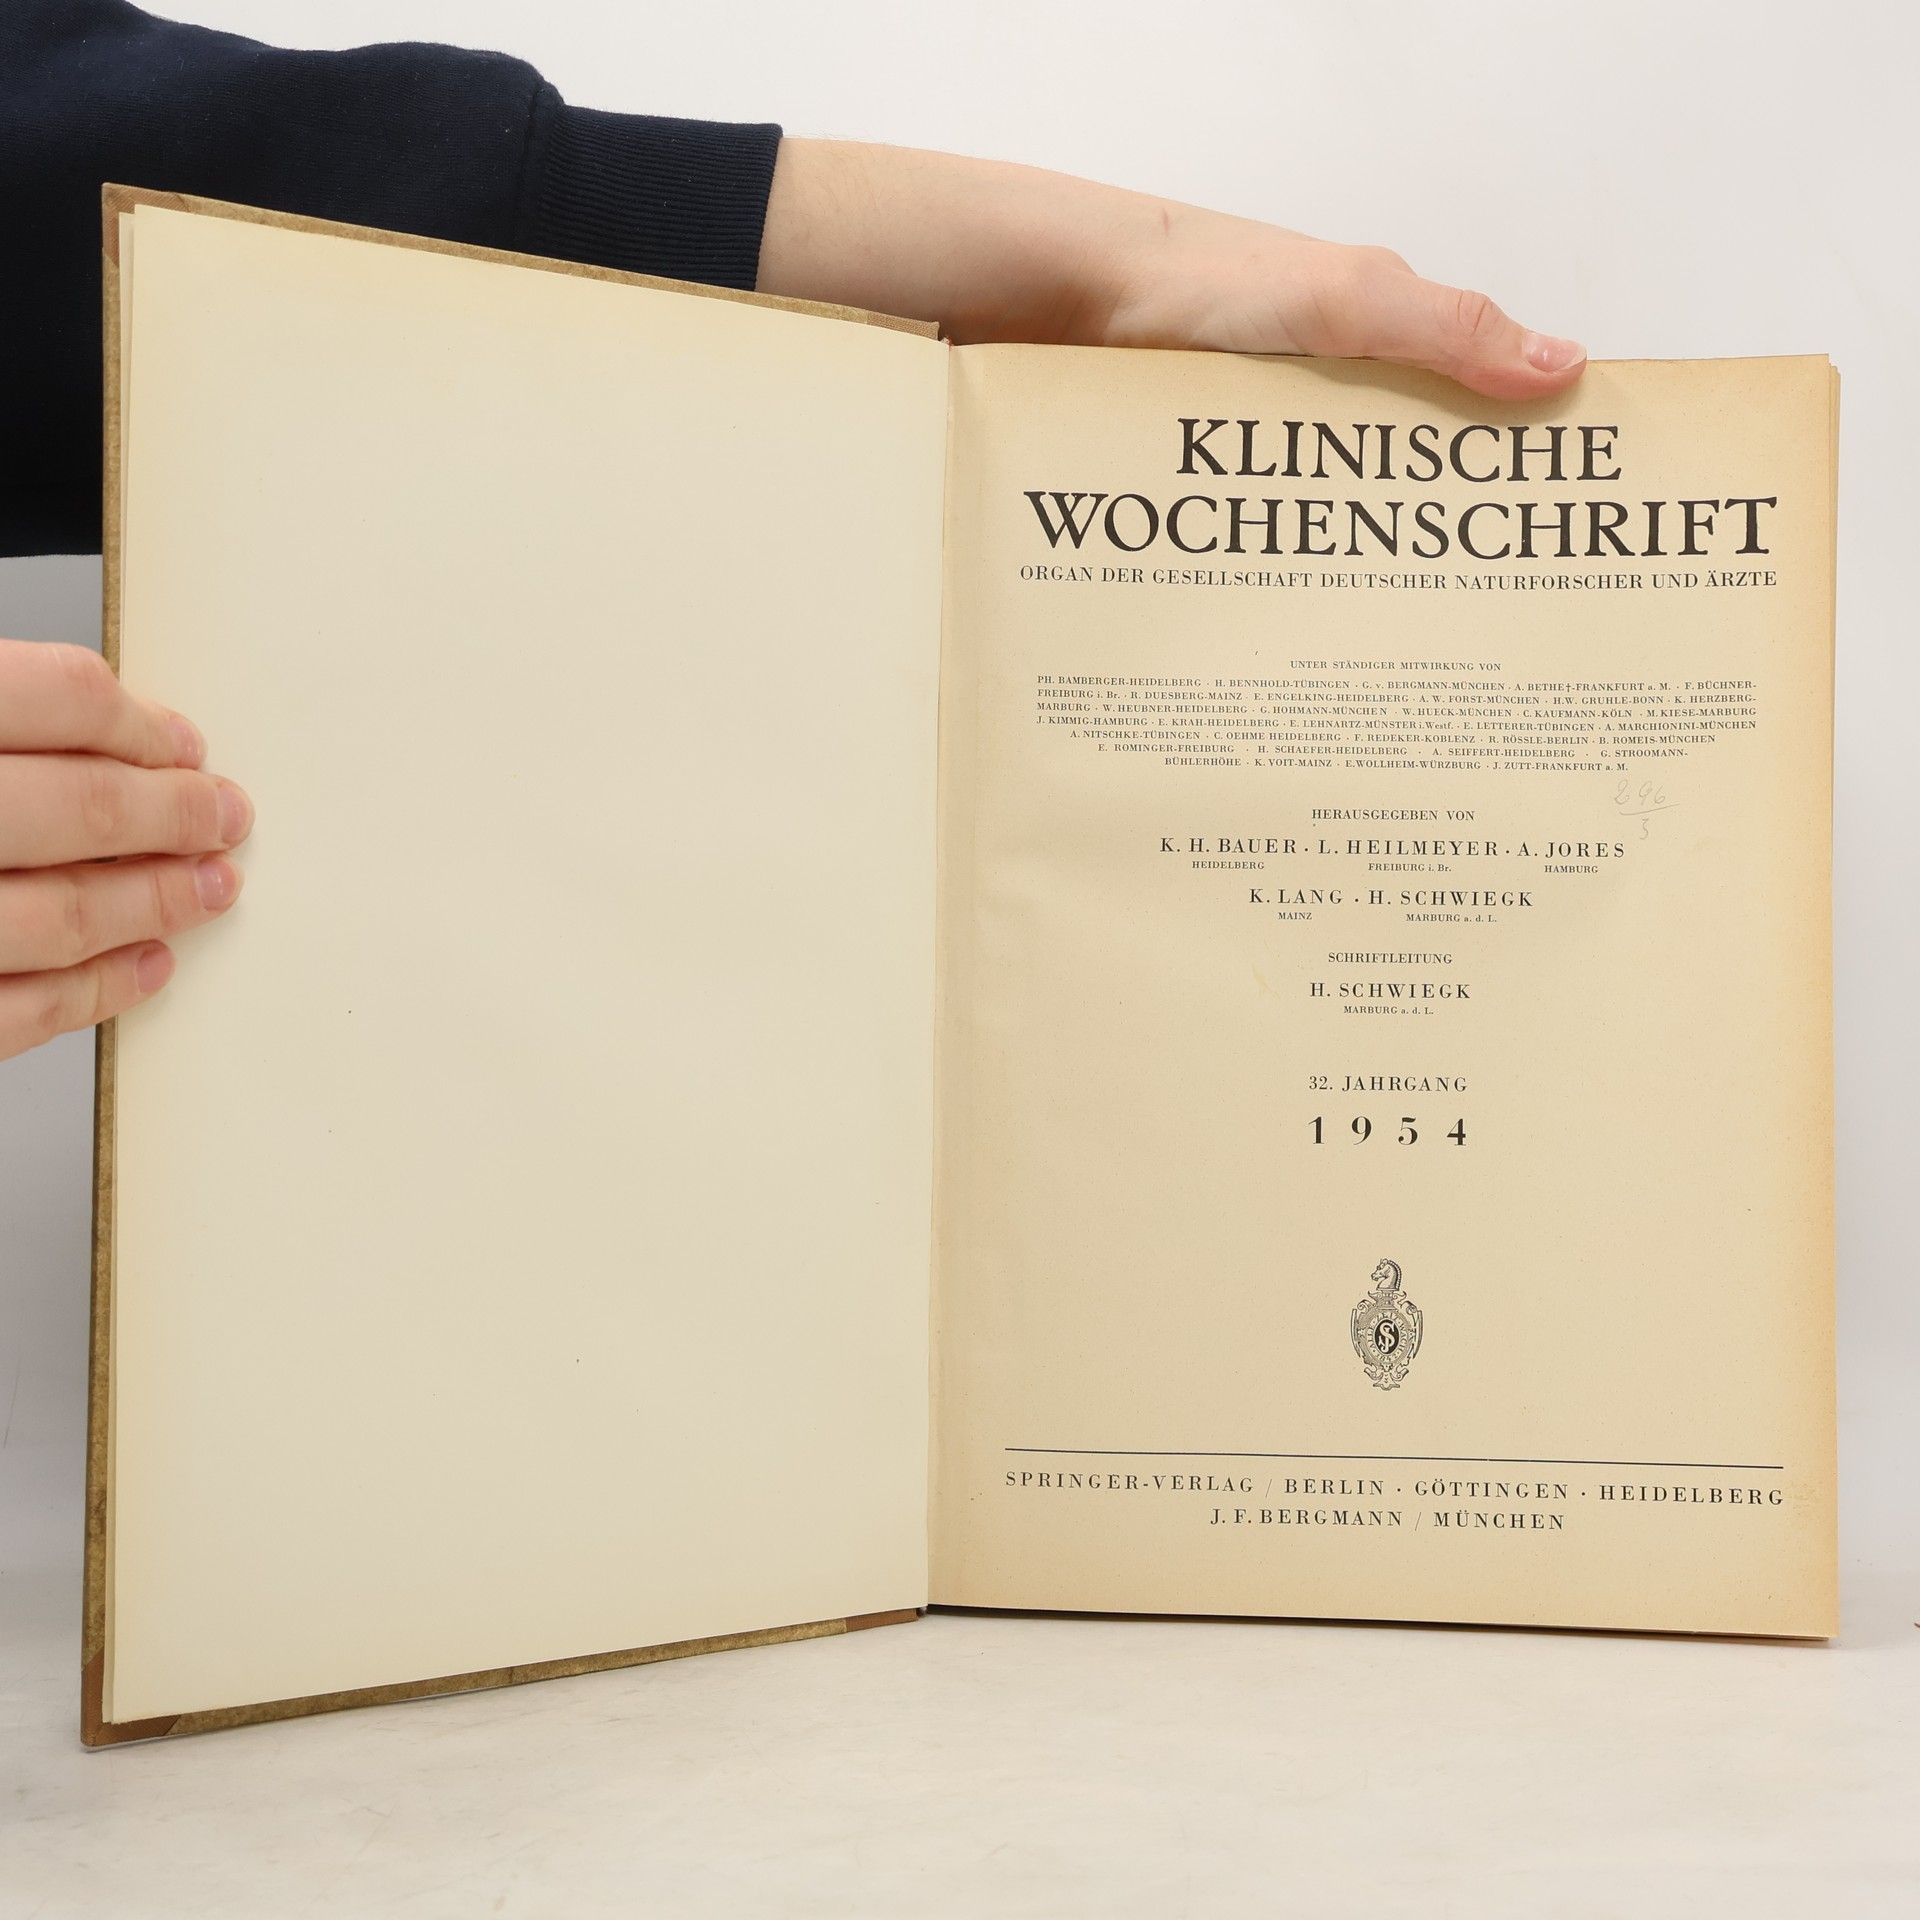 KLINISCHE
WOCHENSCHRIFT
ORGAN DER GESELLSCHAFT DEUTSCHER NATURFORSCHER UND ÄRZTE
UNTER STÄNDIGER MITWIRKUNG VON
PH. BAMBERGER-HEIDELBERG · H. BENNHOLD-TÜBINGEN · G. v. BERGMANN-MÜNCHEN · A. BETHE†-FRANKFURT a. M. · F. BÜCHNER-
FREIBURG i. Br. · R. DUESBERG-MAINZ · E. ENGELKING-HEIDELBERG · A. W. FORST-MÜNCHEN · H.W. GRUHLE-BONN · K. HERZBERG-
MARBURG · W. HEUBNER-HEIDELBERG · G. HOHMANN-MÜNCHEN · W. HUECK-MÜNCHEN · C. KAUFMANN-KÖLN · M. KIESE-MARBURG
J. KIMMIG-HAMBURG · E. KRAH-HEIDELBERG · E. LEHNARTZ-MÜNSTER i.Westf. · E. LETTERER-TÜBINGEN · A. MARCHIONINI-MÜNCHEN
A. NITSCHKE-TÜBINGEN · C. OEHME HEIDELBERG · F. REDEKER-KOBLENZ · R. RÖSSLE-BERLIN · B. ROMEIS-MÜNCHEN
E. ROMINGER-FREIBURG · H. SCHAEFER-HEIDELBERG · A. SEIFFERT-HEIDELBERG · G. STROOMANN-
BÜHLERHÖHE · K. VOIT-MAINZ · E.WOLLHEIM-WÜRZBURG · J. ZUTT-FRANKFURT a. M.
296
3
HERAUSGEGEBEN VON
K. H. BAUER · L. HEILMEYER · A. JORES
HEIDELBERG FREIBURG i. Br. HAMBURG
K. LANG · H. SCHWIEGK
MAINZ MARBURG a. d. L.
SCHRIFTLEITUNG
H. SCHWIEGK
MARBURG a. d. L.
32. JAHRGANG
1954
SPRINGER-VERLAG / BERLIN · GÖTTINGEN · HEIDELBERG
J. F. BERGMANN / MÜNCHEN